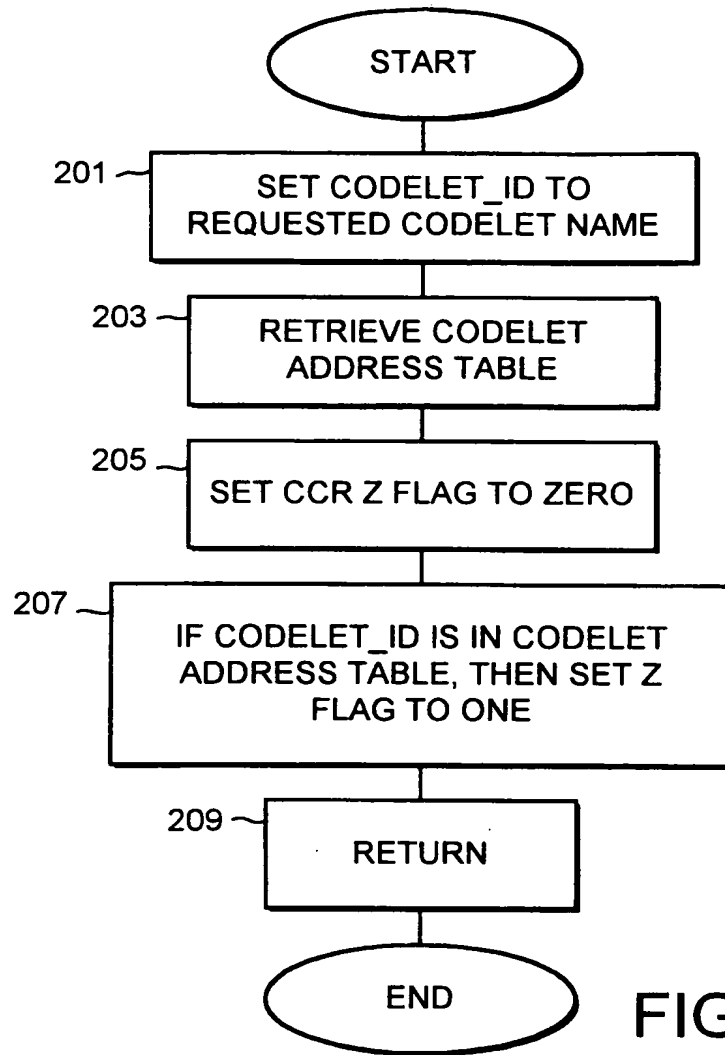 START
201
SET CODELET_ID TO
REQUESTED CODELET NAME
203
RETRIEVE CODELET
ADDRESS TABLE
205
SET CCR Z FLAG TO ZERO
207
IF CODELET_ID IS IN CODELET
ADDRESS TABLE, THEN SET Z
FLAG TO ONE
209
RETURN
END
FIG